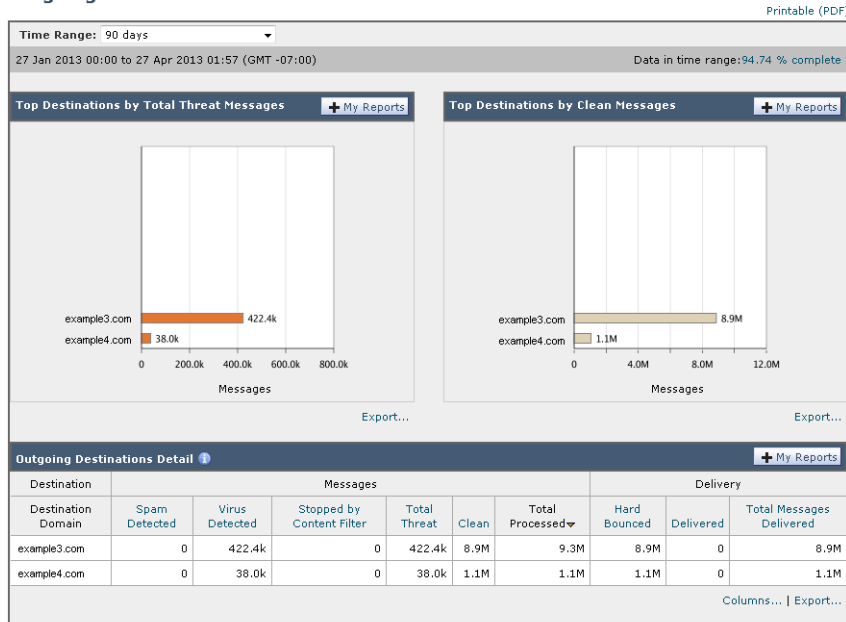 Printable (PDF)
Time Range: 90 days
27 Jan 2013 00:00 to 27 Apr 2013 01:57 (GMT -07:00) Data in time range:94.74 % complete
Top Destinations by Total Threat Messages + My Reports
example3.com 422.4k
example4.com 38.0k
0 200.0k 400.0k 600.0k 800.0k
Messages
Export...
Top Destinations by Clean Messages + My Reports
example3.com 8.9M
example4.com 1.1M
0 4.0M 8.0M 12.0M
Messages
Export...
Outgoing Destinations Detail i + My Reports
Destination Messages Delivery
Destination Domain Spam Detected Virus Detected Stopped by Content Filter Total Threat Clean Total Processed Hard Bounced Delivered Total Messages Delivered
example3.com 0 422.4k 0 422.4k 8.9M 9.3M 8.9M 0 8.9M
example4.com 0 38.0k 0 38.0k 1.1M 1.1M 1.1M 0 1.1M
Columns... | Export...